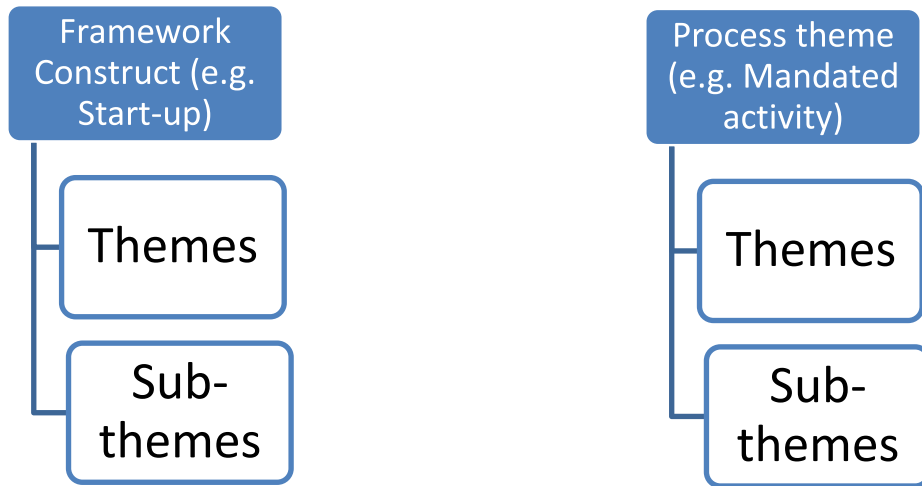 Framework
Construct (e.g.
Start-up)
Themes
Sub-
themes
Process theme
(e.g. Mandated
activity)
Themes
Sub-
themes